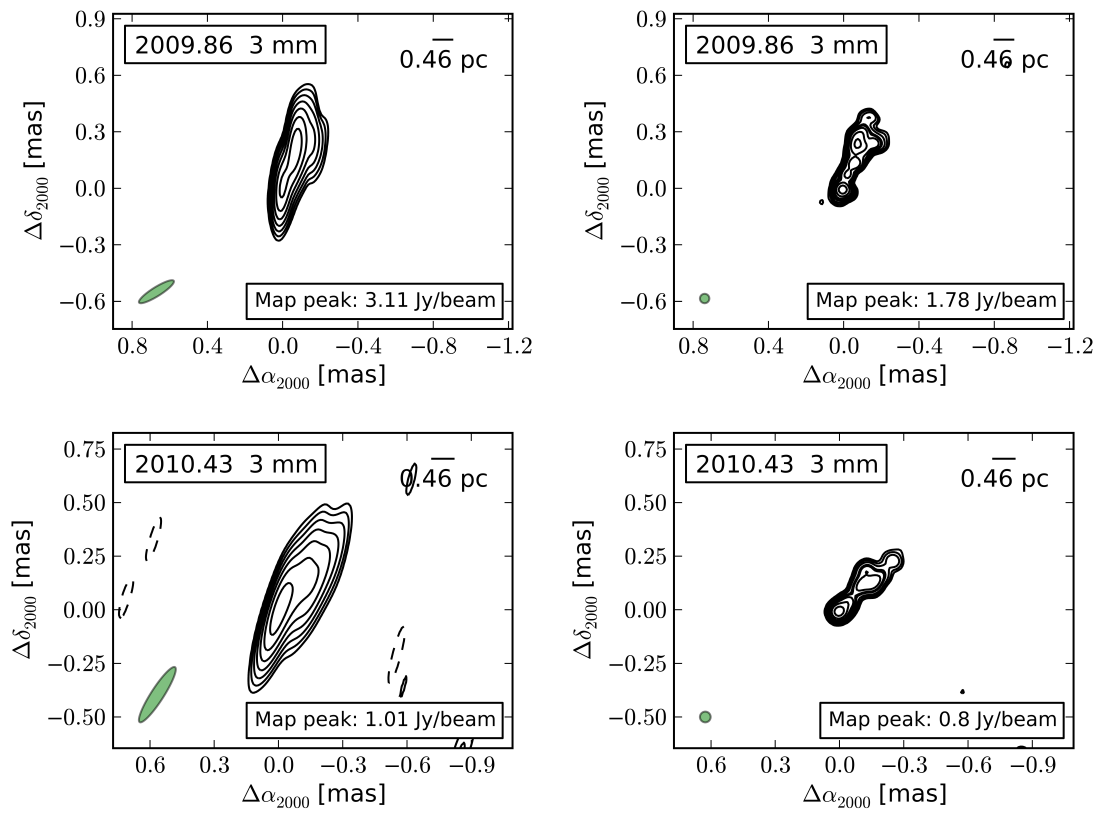 2009.86 3 mm
0.46 pc
0.9
0.6
0.3
0.0
−0.3
−0.6
Δδ2000 [mas]
Map peak: 3.11 Jy/beam
0.8 0.4 0.0 −0.4 −0.8 −1.2
Δα2000 [mas]
2009.86 3 mm
0.46 pc
0.9
0.6
0.3
0.0
−0.3
−0.6
Δδ2000 [mas]
Map peak: 1.78 Jy/beam
0.8 0.4 0.0 −0.4 −0.8 −1.2
Δα2000 [mas]
2010.43 3 mm
0.46 pc
0.75
0.50
0.25
0.00
−0.25
−0.50
Δδ2000 [mas]
Map peak: 1.01 Jy/beam
0.6 0.3 0.0 −0.3 −0.6 −0.9
Δα2000 [mas]
2010.43 3 mm
0.46 pc
0.75
0.50
0.25
0.00
−0.25
−0.50
Δδ2000 [mas]
Map peak: 0.8 Jy/beam
0.6 0.3 0.0 −0.3 −0.6 −0.9
Δα2000 [mas]